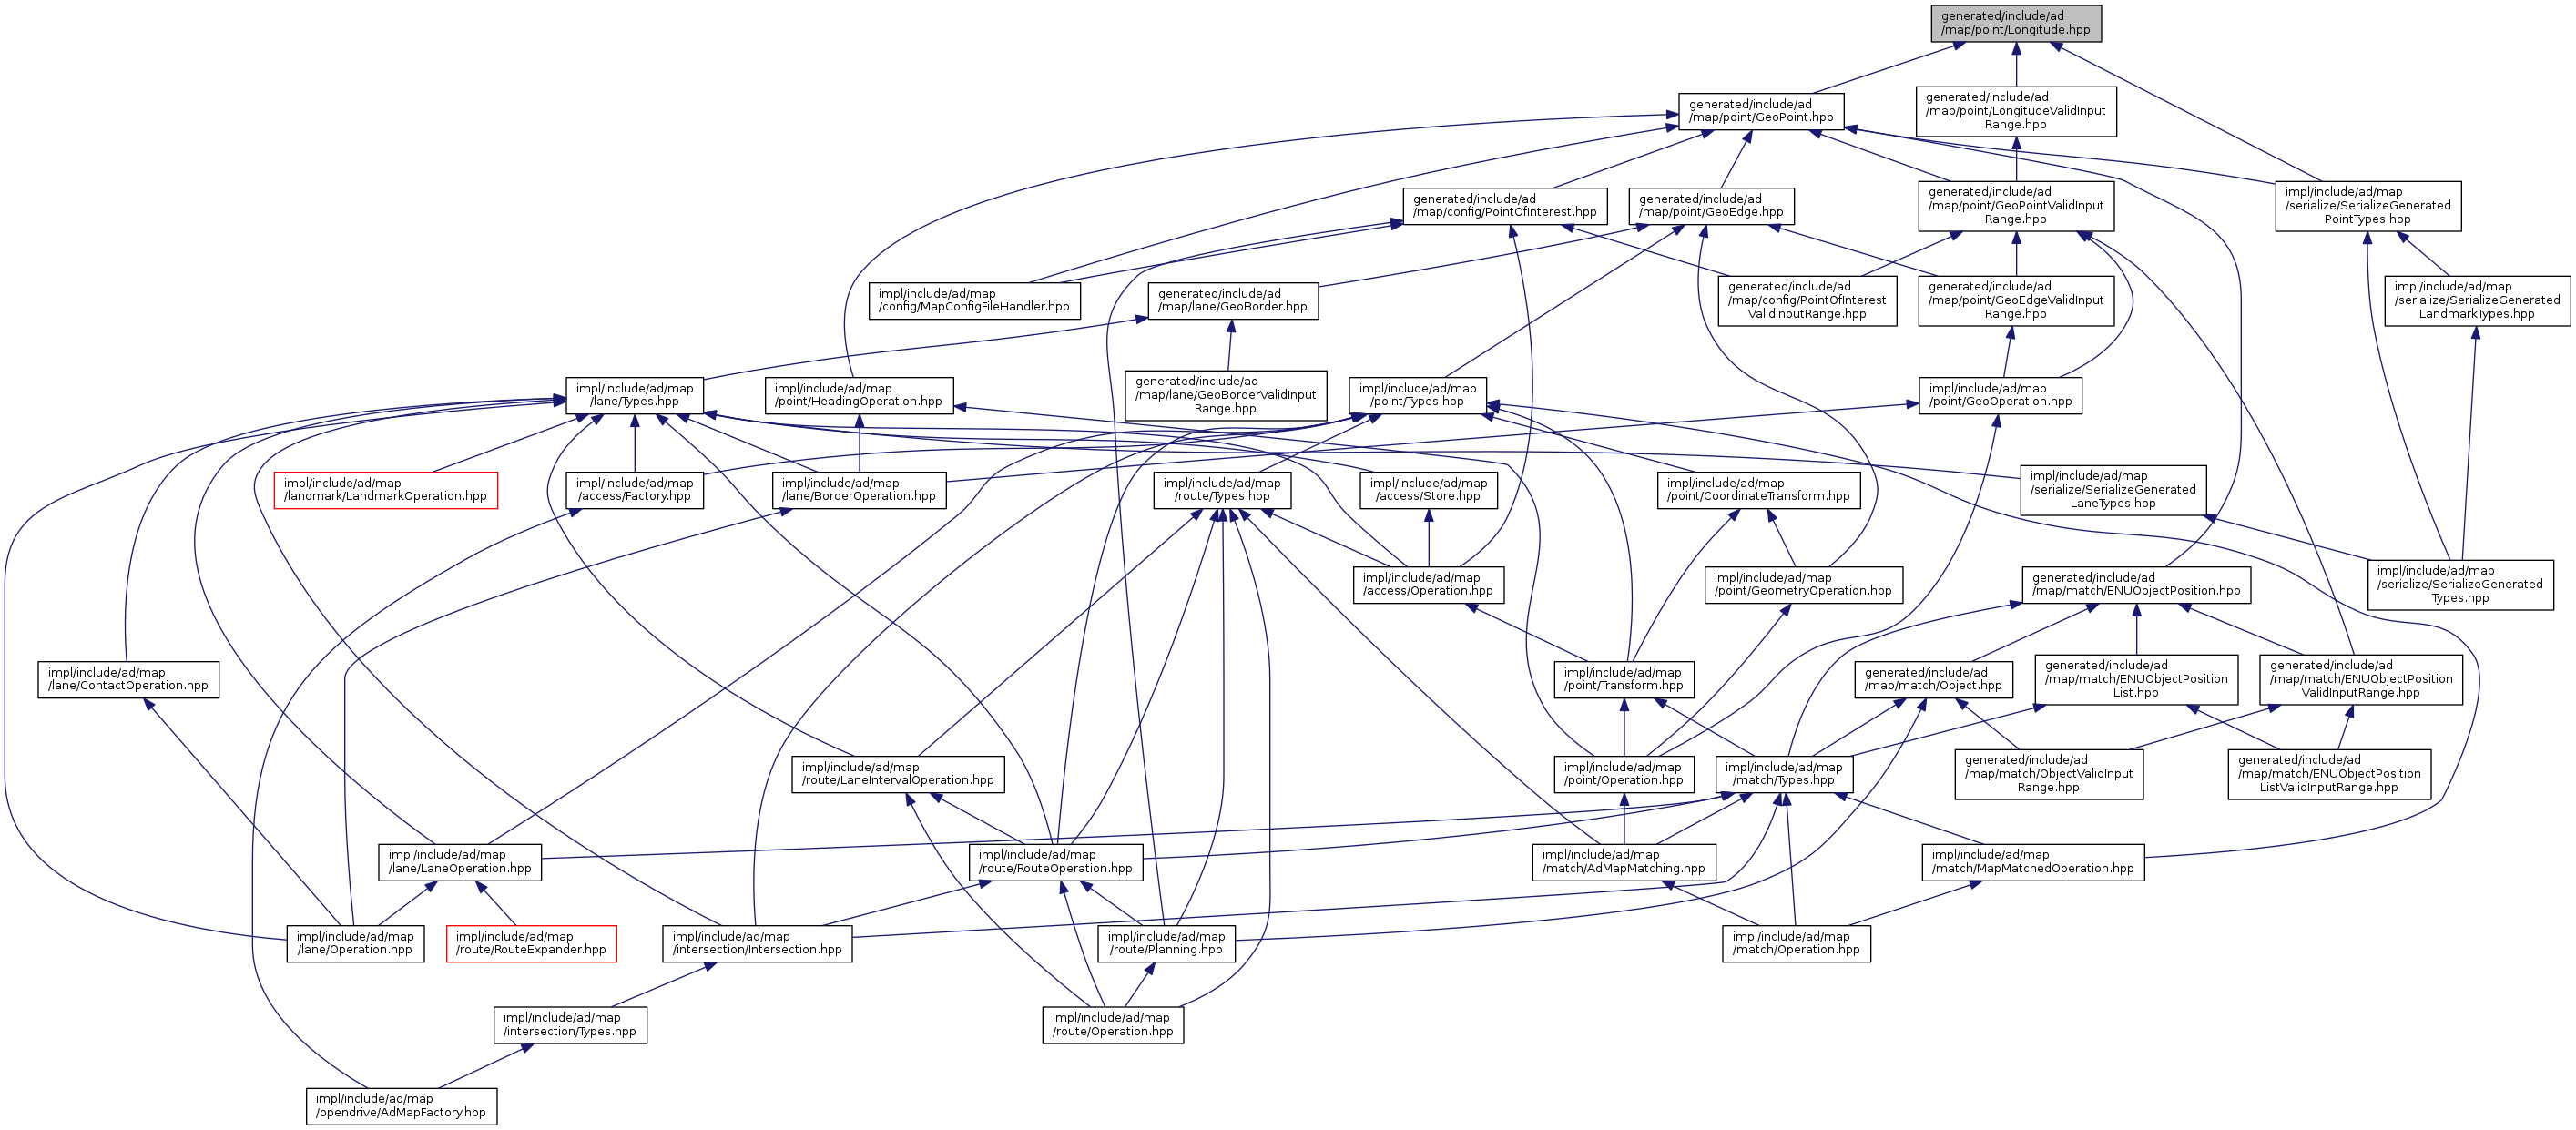 generated/include/ad
/map/point/Longitude.hpp
generated/include/ad
/map/point/GeoPoint.hpp
generated/include/ad
/map/point/LongitudeValidInput
Range.hpp
generated/include/ad
/map/config/PointOfInterest.hpp
generated/include/ad
/map/point/GeoEdge.hpp
generated/include/ad
/map/point/GeoPointValidInput
Range.hpp
impl/include/ad/map
/serialize/SerializeGenerated
PointTypes.hpp
impl/include/ad/map
/config/MapConfigFileHandler.hpp
generated/include/ad
/map/lane/GeoBorder.hpp
generated/include/ad
/map/config/PointOfInterest
ValidInputRange.hpp
generated/include/ad
/map/point/GeoEdgeValidInput
Range.hpp
impl/include/ad/map
/serialize/SerializeGenerated
LandmarkTypes.hpp
impl/include/ad/map
/lane/Types.hpp
impl/include/ad/map
/point/HeadingOperation.hpp
generated/include/ad
/map/lane/GeoBorderValidInput
Range.hpp
impl/include/ad/map
/point/Types.hpp
impl/include/ad/map
/point/GeoOperation.hpp
impl/include/ad/map
/landmark/LandmarkOperation.hpp
impl/include/ad/map
/access/Factory.hpp
impl/include/ad/map
/lane/BorderOperation.hpp
impl/include/ad/map
/route/Types.hpp
impl/include/ad/map
/access/Store.hpp
impl/include/ad/map
/point/CoordinateTransform.hpp
impl/include/ad/map
/serialize/SerializeGenerated
LaneTypes.hpp
impl/include/ad/map
/access/Operation.hpp
impl/include/ad/map
/point/GeometryOperation.hpp
generated/include/ad
/map/match/ENUObjectPosition.hpp
impl/include/ad/map
/serialize/SerializeGenerated
Types.hpp
impl/include/ad/map
/lane/ContactOperation.hpp
impl/include/ad/map
/point/Transform.hpp
generated/include/ad
/map/match/Object.hpp
generated/include/ad
/map/match/ENUObjectPosition
List.hpp
generated/include/ad
/map/match/ENUObjectPosition
ValidInputRange.hpp
impl/include/ad/map
/route/LaneIntervalOperation.hpp
impl/include/ad/map
/point/Operation.hpp
impl/include/ad/map
/match/Types.hpp
generated/include/ad
/map/match/ObjectValidInput
Range.hpp
generated/include/ad
/map/match/ENUObjectPosition
ListValidInputRange.hpp
impl/include/ad/map
/lane/LaneOperation.hpp
impl/include/ad/map
/route/RouteOperation.hpp
impl/include/ad/map
/match/AdMapMatching.hpp
impl/include/ad/map
/match/MapMatchedOperation.hpp
impl/include/ad/map
/lane/Operation.hpp
impl/include/ad/map
/route/RouteExpander.hpp
impl/include/ad/map
/intersection/Intersection.hpp
impl/include/ad/map
/route/Planning.hpp
impl/include/ad/map
/match/Operation.hpp
impl/include/ad/map
/intersection/Types.hpp
impl/include/ad/map
/route/Operation.hpp
impl/include/ad/map
/opendrive/AdMapFactory.hpp